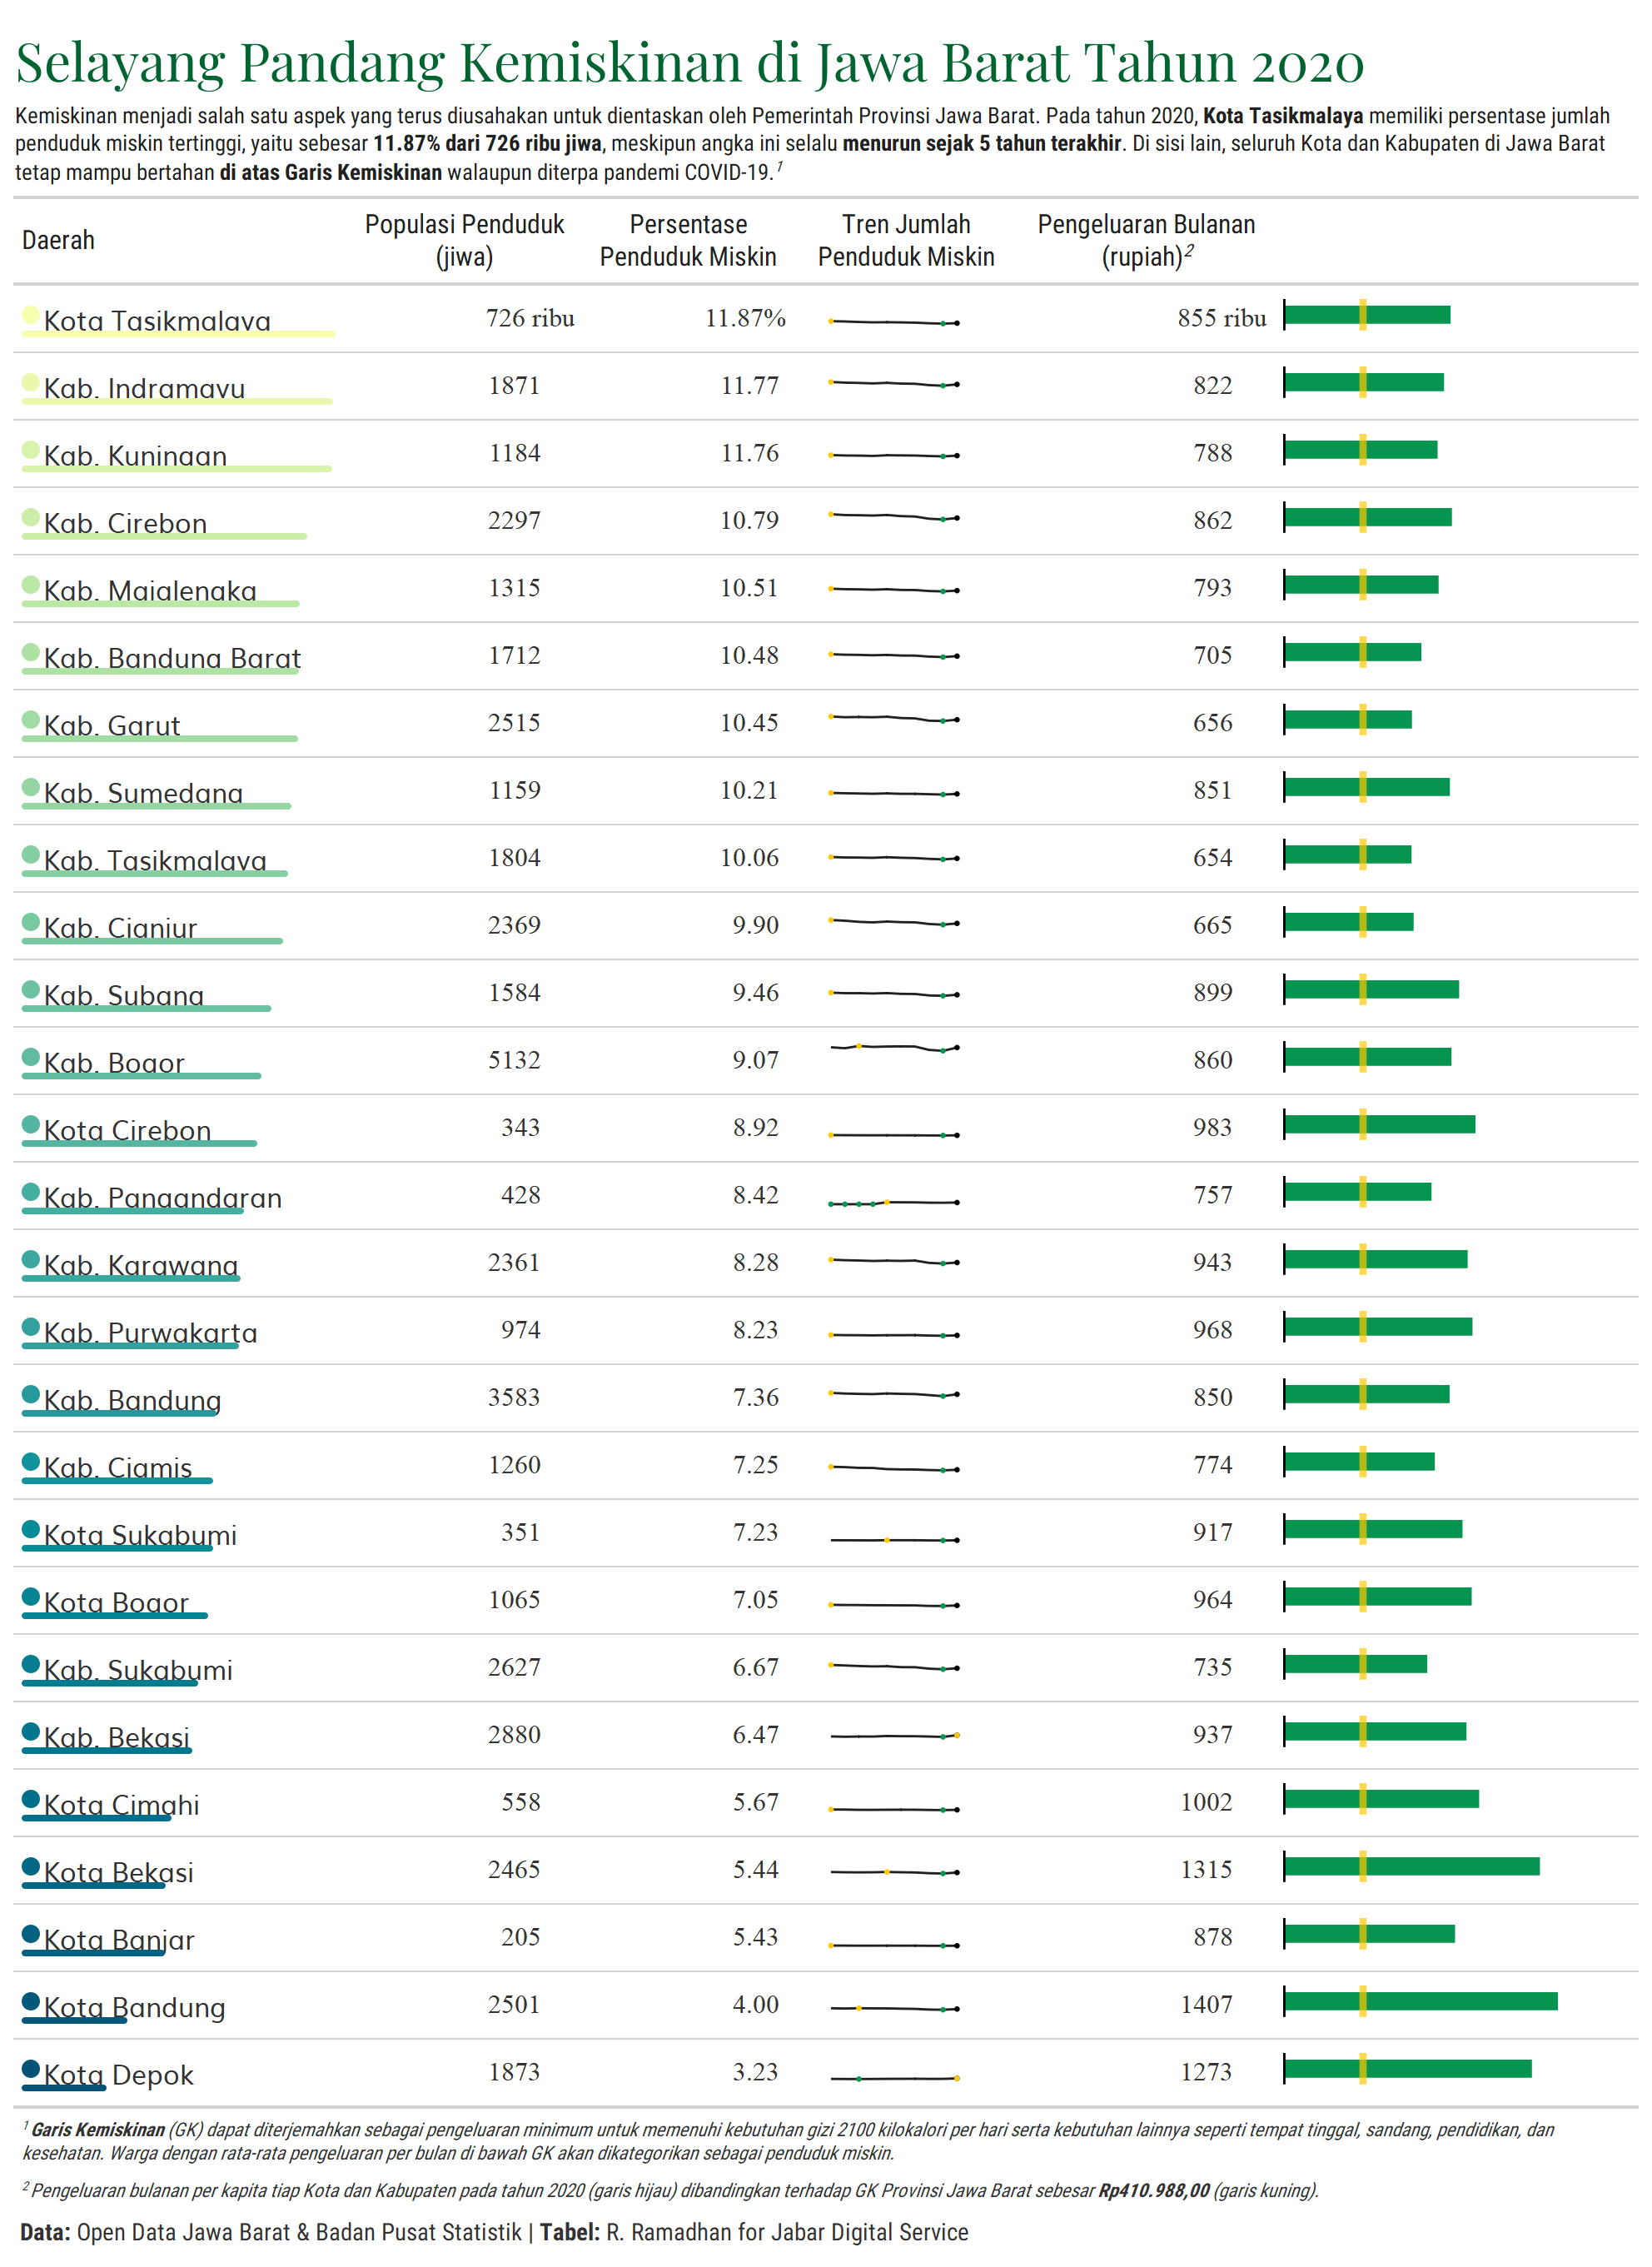 Selayang Pandang Kemiskinan di Jawa Barat Tahun 2020
Kemiskinan menjadi salah satu aspek yang terus diusahakan untuk dientaskan oleh Pemerintah Provinsi Jawa Barat. Pada tahun 2020, Kota Tasikmalaya memiliki persentase jumlah
penduduk miskin tertinggi, yaitu sebesar 11.87% dari 726 ribu jiwa, meskipun angka ini selalu menurun sejak 5 tahun terakhir. Di sisi lain, seluruh Kota dan Kabupaten di Jawa Barat
tetap mampu bertahan di atas Garis Kemiskinan walaupun diterpa pandemi COVID-19.¹
Daerah Populasi Penduduk (jiwa) Persentase Penduduk Miskin Tren Jumlah Penduduk Miskin Pengeluaran Bulanan (rupiah)²
Kota Tasikmalaya 726 ribu 11.87% 855 ribu
Kab. Indramayu 1871 11.77 822
Kab. Kuningan 1184 11.76 788
Kab. Cirebon 2297 10.79 862
Kab. Majalengka 1315 10.51 793
Kab. Bandung Barat 1712 10.48 705
Kab. Garut 2515 10.45 656
Kab. Sumedang 1159 10.21 851
Kab. Tasikmalaya 1804 10.06 654
Kab. Cianjur 2369 9.90 665
Kab. Subang 1584 9.46 899
Kab. Bogor 5132 9.07 860
Kota Cirebon 343 8.92 983
Kab. Pangandaran 428 8.42 757
Kab. Karawang 2361 8.28 943
Kab. Purwakarta 974 8.23 968
Kab. Bandung 3583 7.36 850
Kab. Ciamis 1260 7.25 774
Kota Sukabumi 351 7.23 917
Kota Bogor 1065 7.05 964
Kab. Sukabumi 2627 6.67 735
Kab. Bekasi 2880 6.47 937
Kota Cimahi 558 5.67 1002
Kota Bekasi 2465 5.44 1315
Kota Banjar 205 5.43 878
Kota Bandung 2501 4.00 1407
Kota Depok 1873 3.23 1273
¹ Garis Kemiskinan (GK) dapat diterjemahkan sebagai pengeluaran minimum untuk memenuhi kebutuhan gizi 2100 kilokalori per hari serta kebutuhan lainnya seperti tempat tinggal, sandang, pendidikan, dan
kesehatan. Warga dengan rata-rata pengeluaran per bulan di bawah GK akan dikategorikan sebagai penduduk miskin.
² Pengeluaran bulanan per kapita tiap Kota dan Kabupaten pada tahun 2020 (garis hijau) dibandingkan terhadap GK Provinsi Jawa Barat sebesar Rp410.988,00 (garis kuning).
Data: Open Data Jawa Barat & Badan Pusat Statistik | Tabel: R. Ramadhan for Jabar Digital Service